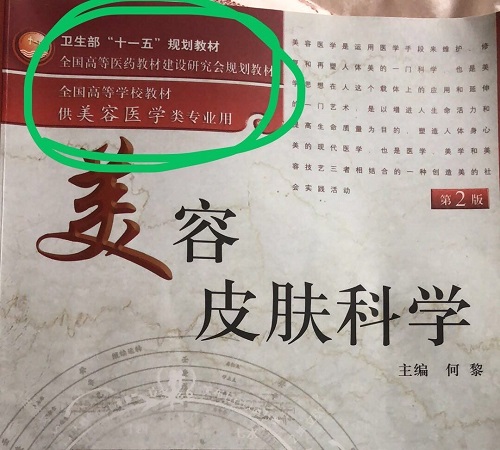 卫生部“十一五”规划教材
全国高等医药教材建设研究会规划教材
全国高等学校教材
供美容医学类专业用
美容医学是运用医学手段来维护、修
和再塑人体美的一门科学 也是美
思想在人这个载体上的应用和延伸
一门艺术 是以增进人生命活力和
高生命质量为目的、塑造人体身心
美的现代医学 也是医学、美学和美
容技艺三者相揞合的一种创造美的社
会实践活动
第2版
美容
皮肤科学
主编 何黎